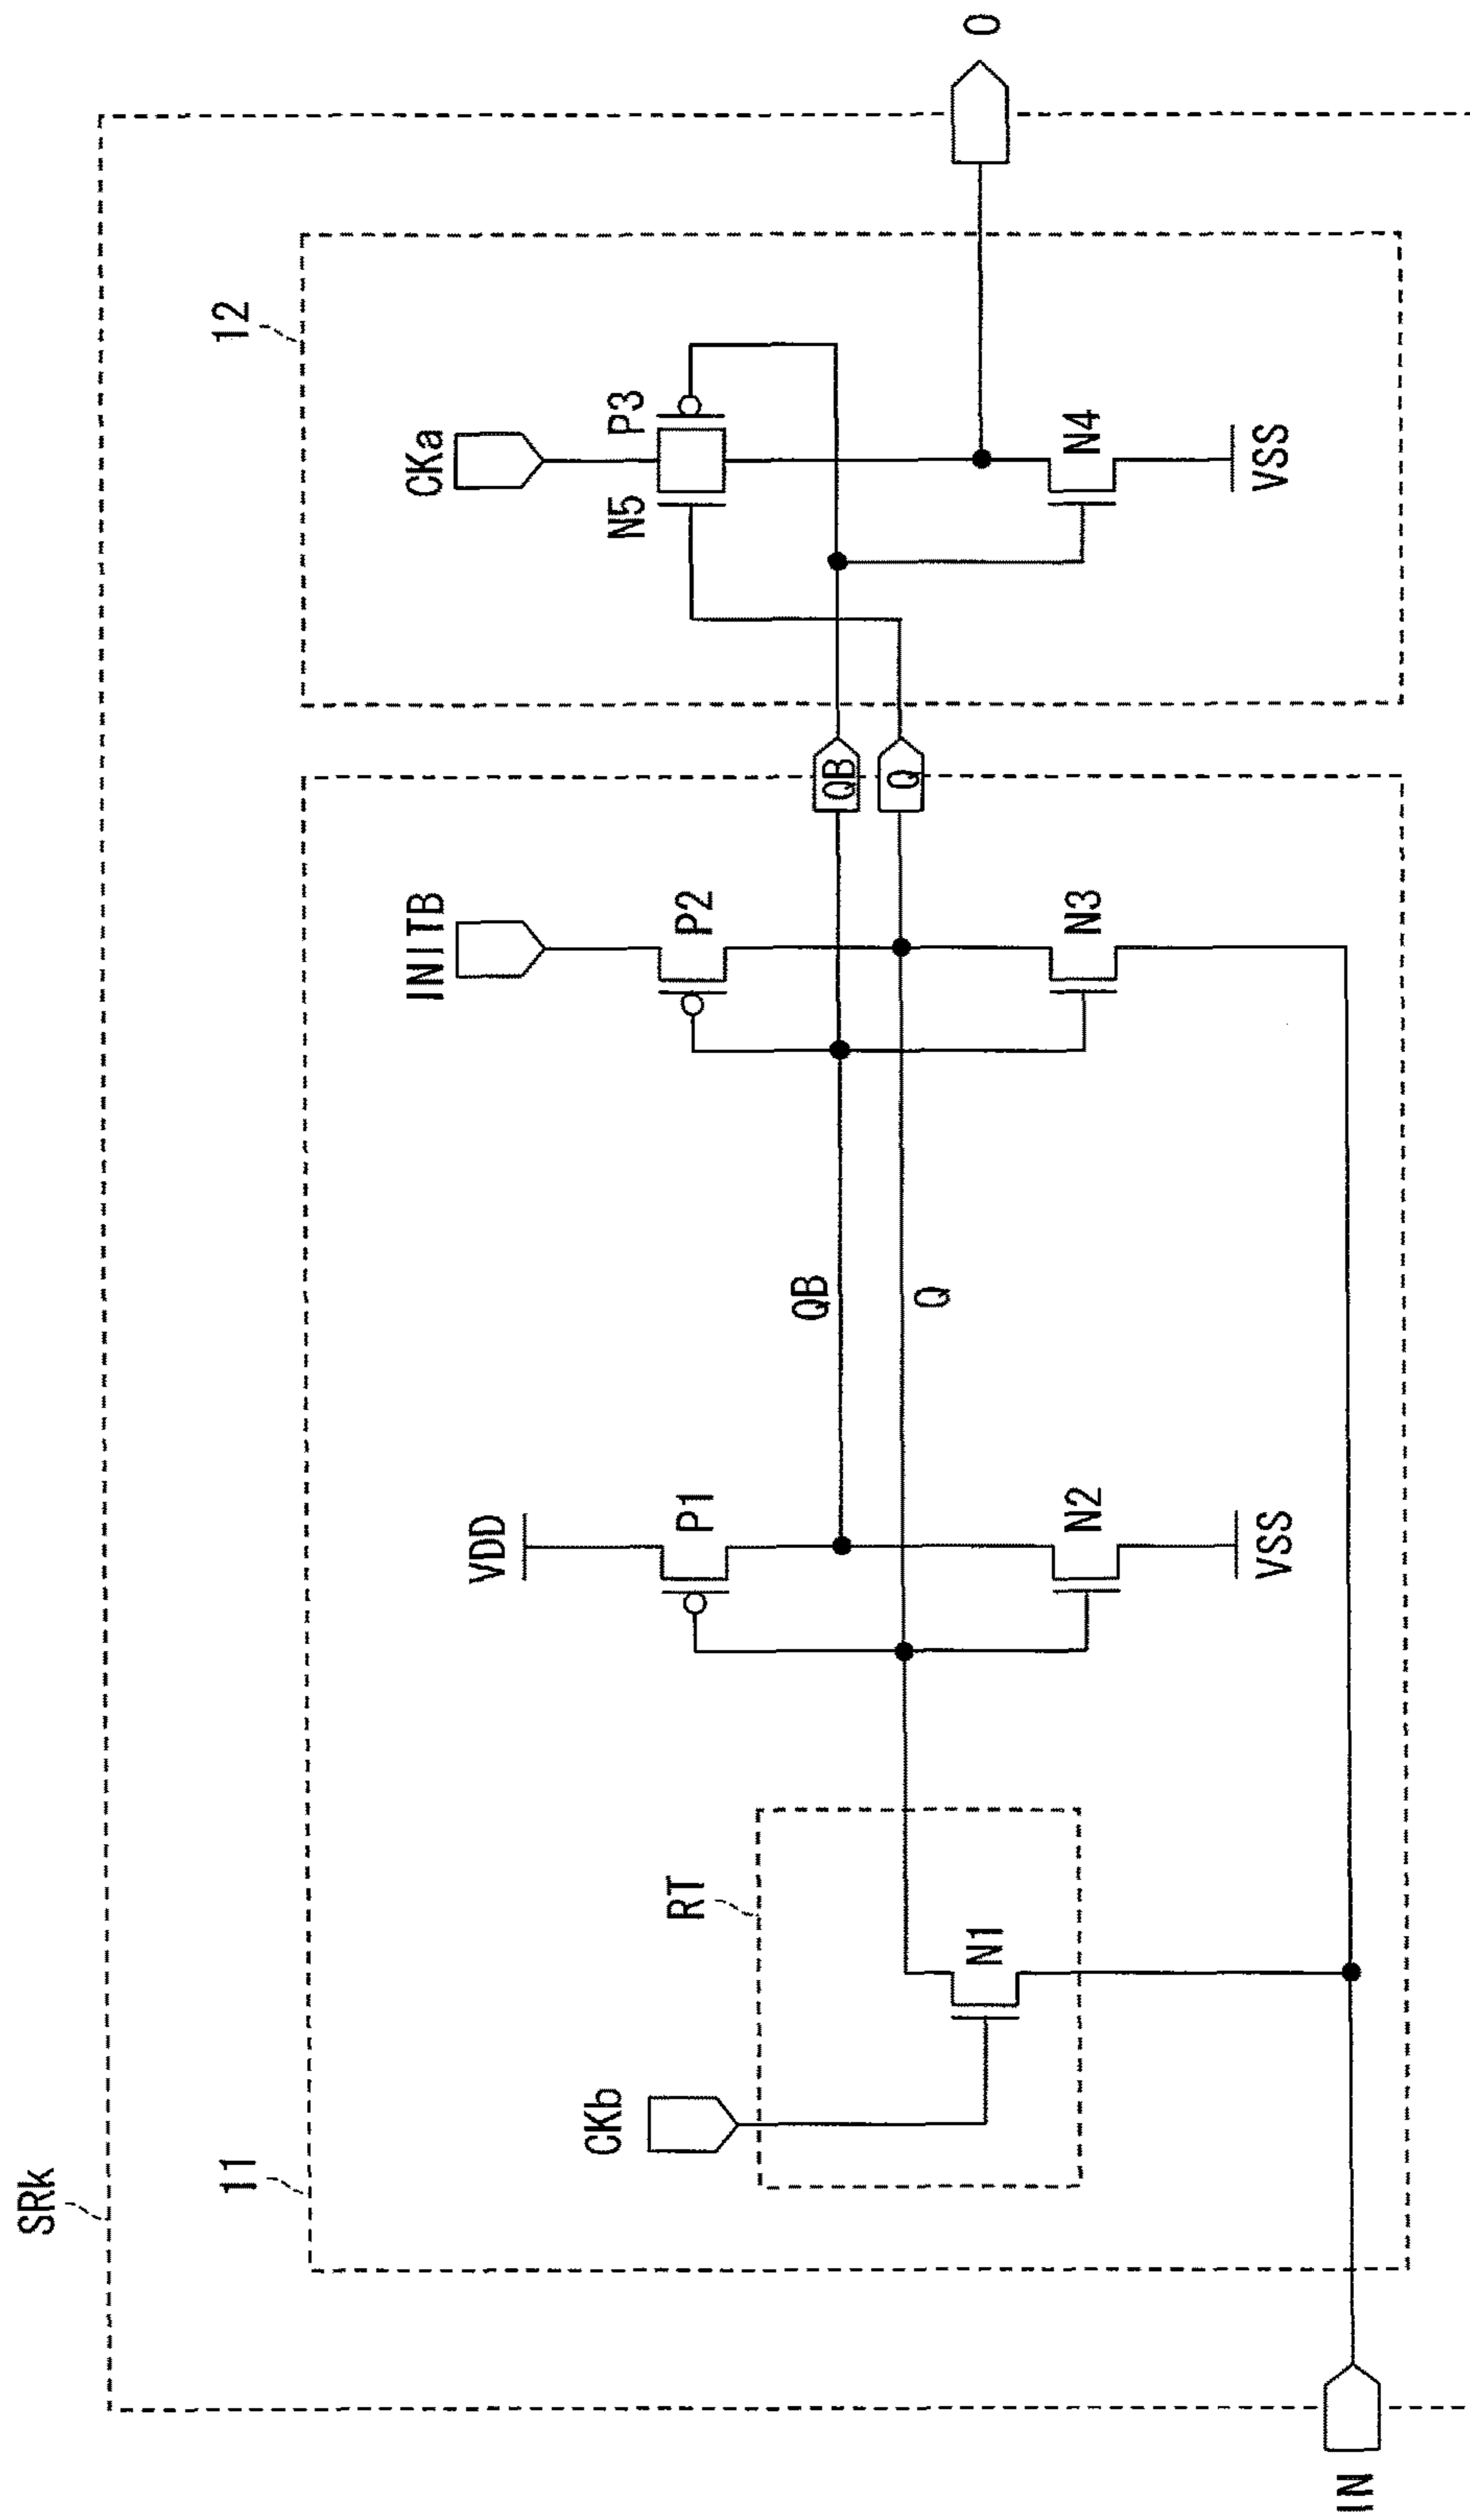 SRk
11
12
CKb
RT
N1
VDD
P1
N2
VSS
QB
Q
INITB
P2
N3
QB
Q
CKa
N5
P3
N4
VSS
IN
O